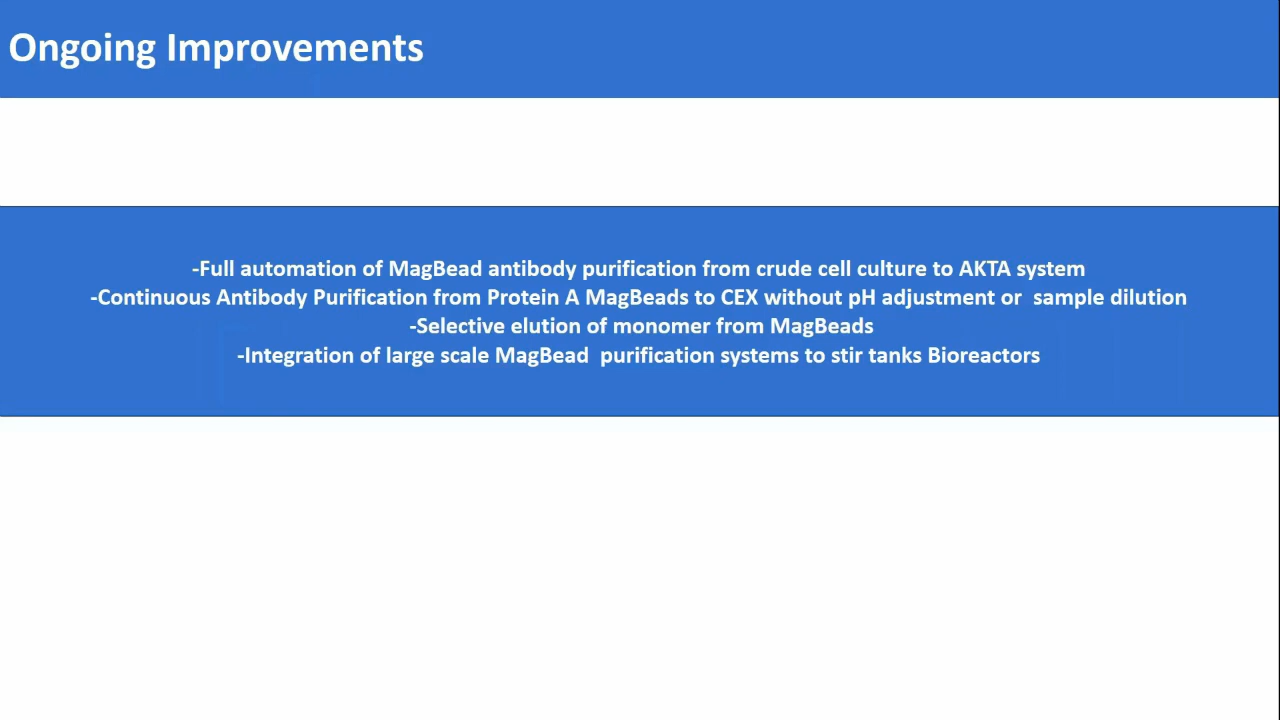 Ongoing Improvements
-Full automation of MagBead antibody purification from crude cell culture to AKTA system
-Continuous Antibody Purification from Protein A MagBeads to CEX without pH adjustment or  sample dilution
-Selective elution of monomer from MagBeads
-Integration of large scale MagBead  purification systems to stir tanks Bioreactors